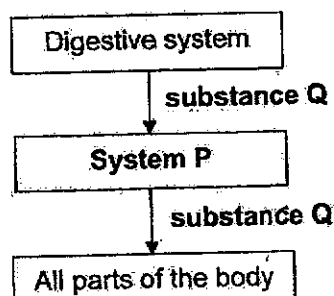 Digestive system
substance Q
System P
substance Q
All parts of the body